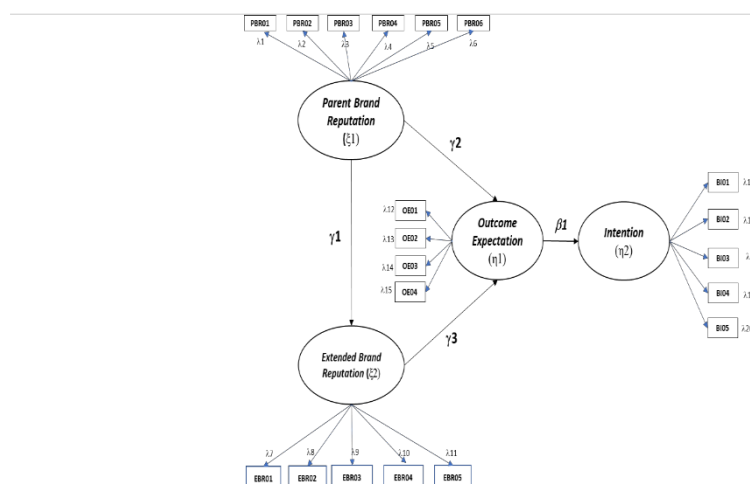 PBR01 PBR02 PBR03 PBR04 PBR05 PBR06
λ1 λ2 λ3 λ4 λ5 λ6
Parent Brand
Reputation
(ξ1)
γ2
γ1
OE01
OE02
OE03
OE04
λ12
λ13
λ14
λ15
Outcome
Expectation
(η1)
β1
Intention
(η2)
BI01
BI02
BI03
BI04
BI05
γ3
Extended Brand
Reputation (ξ2)
λ7 λ8 λ9 λ10 λ11
EBR01 EBR02 EBR03 EBR04 EBR05